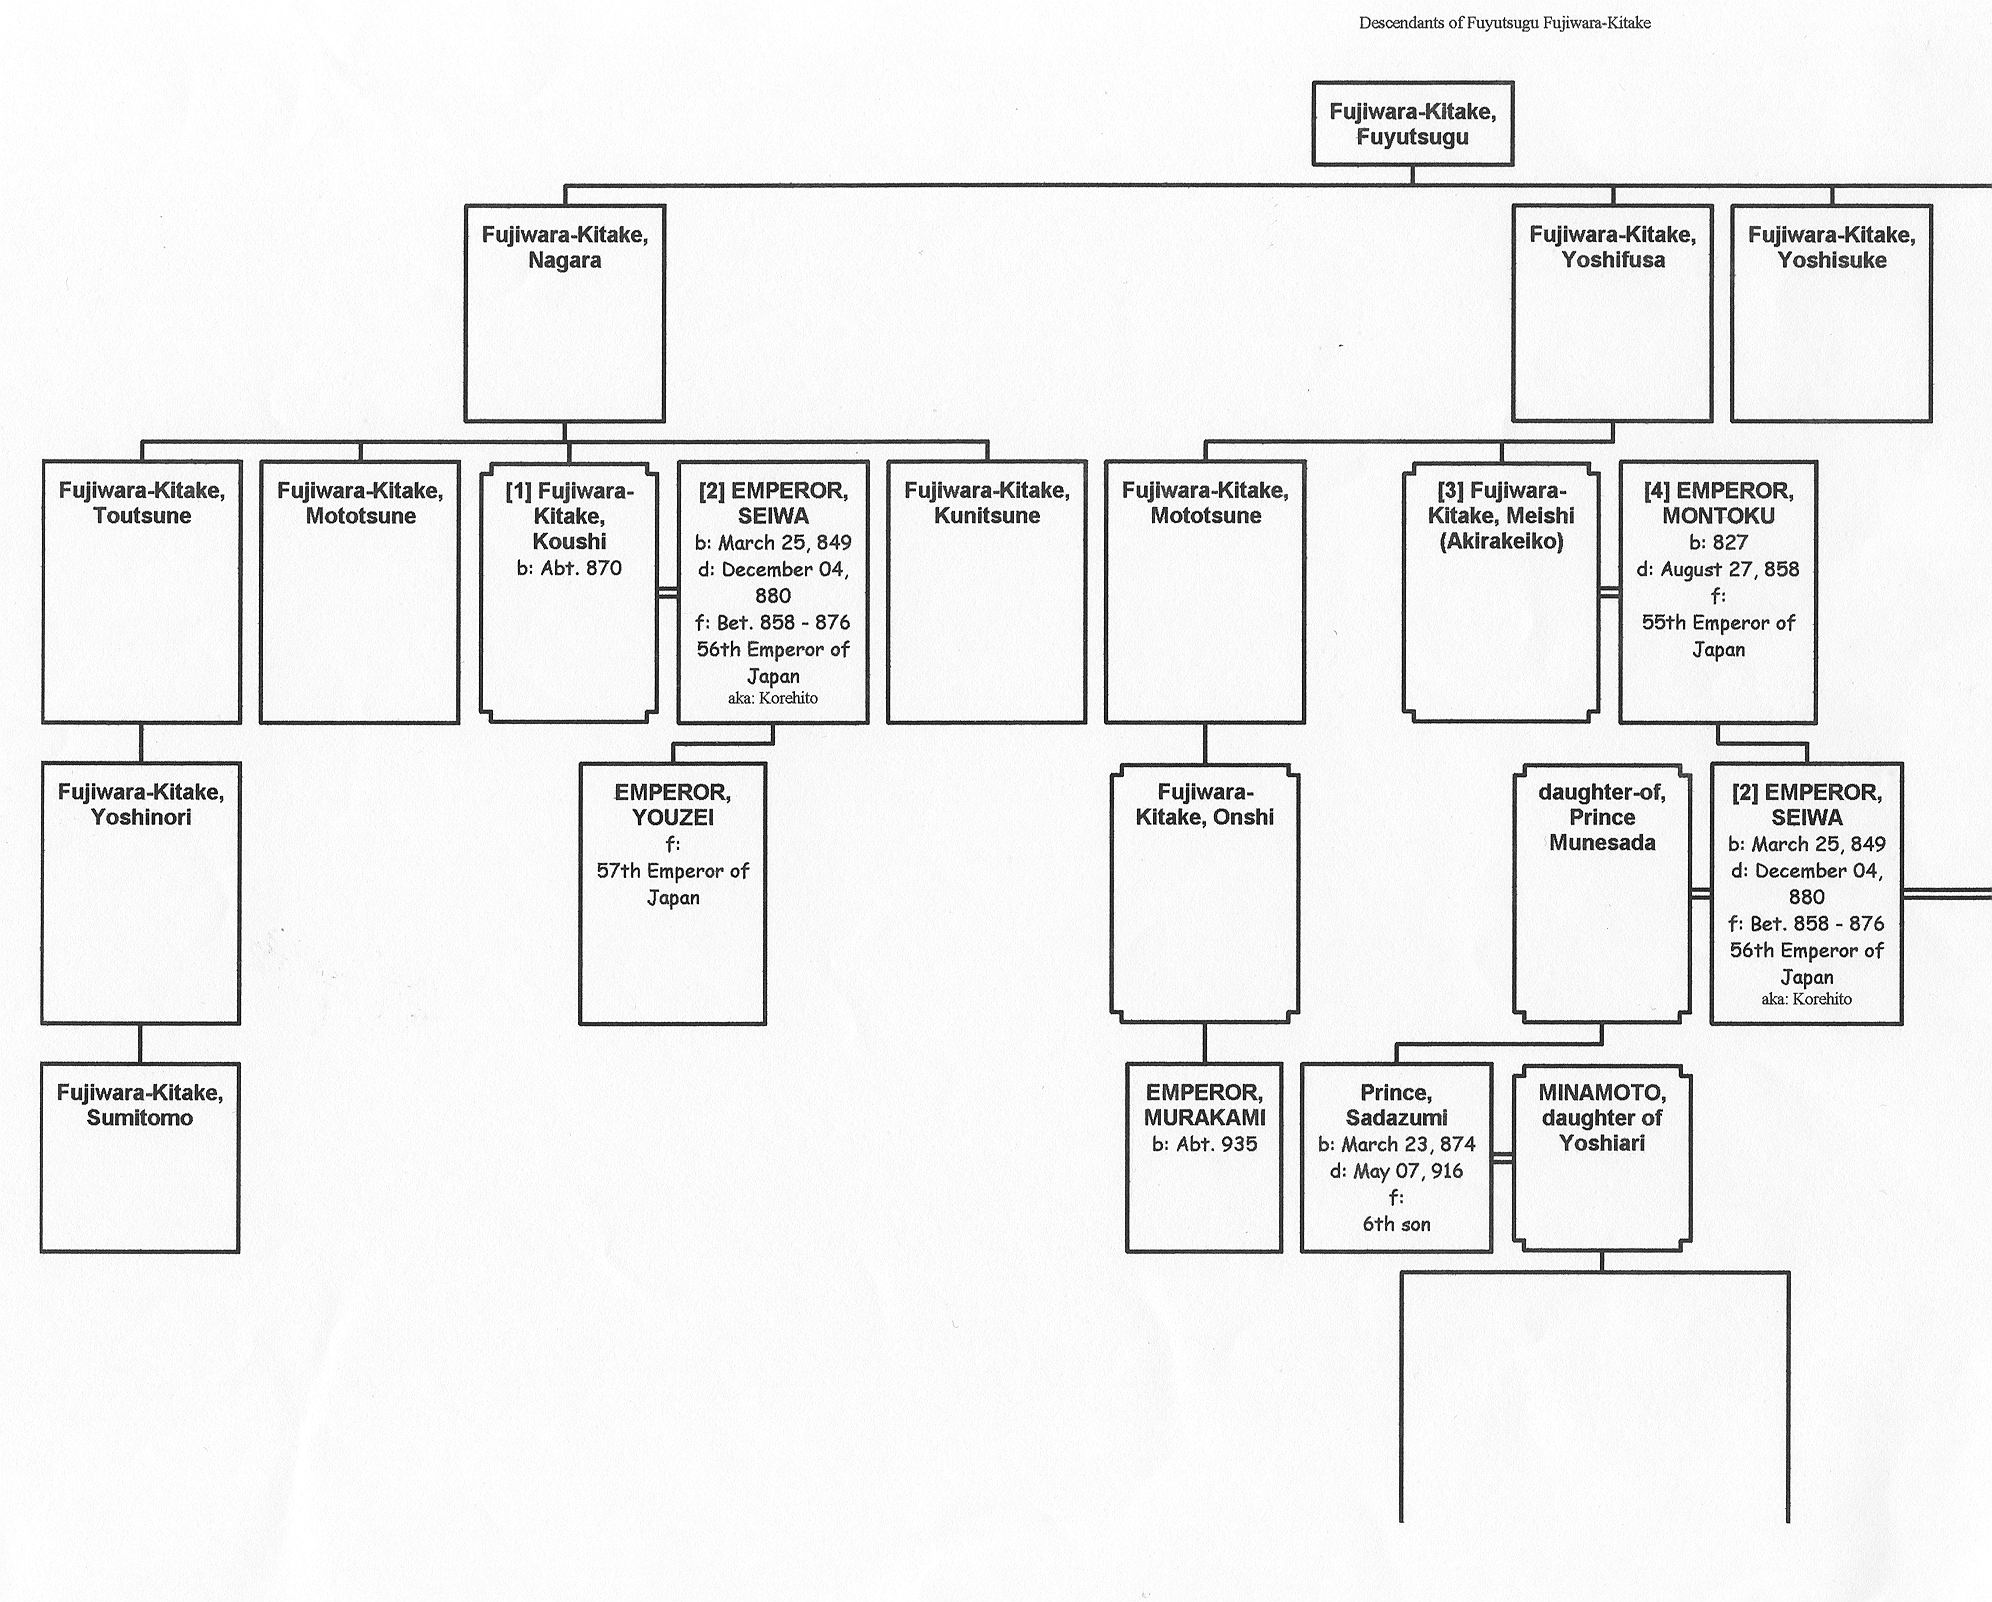 Descendants of Fuyutsugu Fujiwara-Kitake
Fujiwara-Kitake,
Fuyutsugu
Fujiwara-Kitake,
Nagara
Fujiwara-Kitake,
Yoshifusa
Fujiwara-Kitake,
Yoshisuke
Fujiwara-Kitake,
Toutsune
Fujiwara-Kitake,
Mototsune
[1] Fujiwara-
Kitake,
Koushi
b: Abt. 870
[2] EMPEROR,
SEIWA
b: March 25, 849
d: December 04,
880
f: Bet. 858 - 876
56th Emperor of
Japan
aka: Korehito
Fujiwara-Kitake,
Kunitsune
Fujiwara-Kitake,
Mototsune
[3] Fujiwara-
Kitake, Meishi
(Akirakeiko)
[4] EMPEROR,
MONTOKU
b: 827
d: August 27, 858
f:
55th Emperor of
Japan
Fujiwara-Kitake,
Yoshinori
EMPEROR,
YOUZEI
f:
57th Emperor of
Japan
Fujiwara-
Kitake, Onshi
daughter-of,
Prince
Munesada
[2] EMPEROR,
SEIWA
b: March 25, 849
d: December 04,
880
f: Bet. 858 - 876
56th Emperor of
Japan
aka: Korehito
Fujiwara-Kitake,
Sumitomo
EMPEROR,
MURAKAMI
b: Abt. 935
Prince,
Sadazumi
b: March 23, 874
d: May 07, 916
f:
6th son
MINAMOTO,
daughter of
Yoshiari